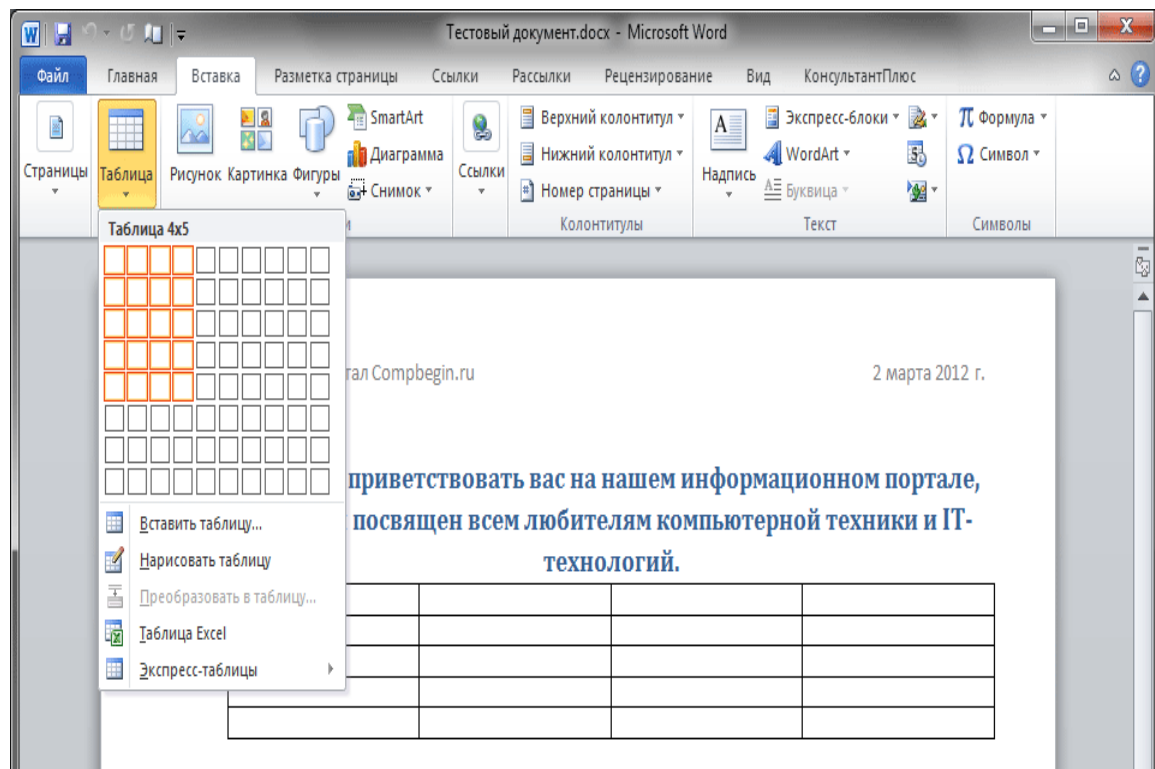 Тестовый документ.docx - Microsoft Word
Файл Главная Вставка Разметка страницы Ссылки Рассылки Рецензирование Вид КонсультантПлюс
Страницы Таблица Рисунок Картинка Фигуры SmartArt Диаграмма Снимок Ссылки Верхний колонтитул Нижний колонтитул Номер страницы Надпись Экспресс-блоки WordArt Буквица Формула Символ
Колонтитулы Текст Символы
Таблица 4x5
Compbegin.ru 2 марта 2012 г.
приветствовать вас на нашем информационном портале,
посвящен всем любителям компьютерной техники и IT-
технологий.
Вставить таблицу...
Нарисовать таблицу
Преобразовать в таблицу...
Таблица Excel
Экспресс-таблицы